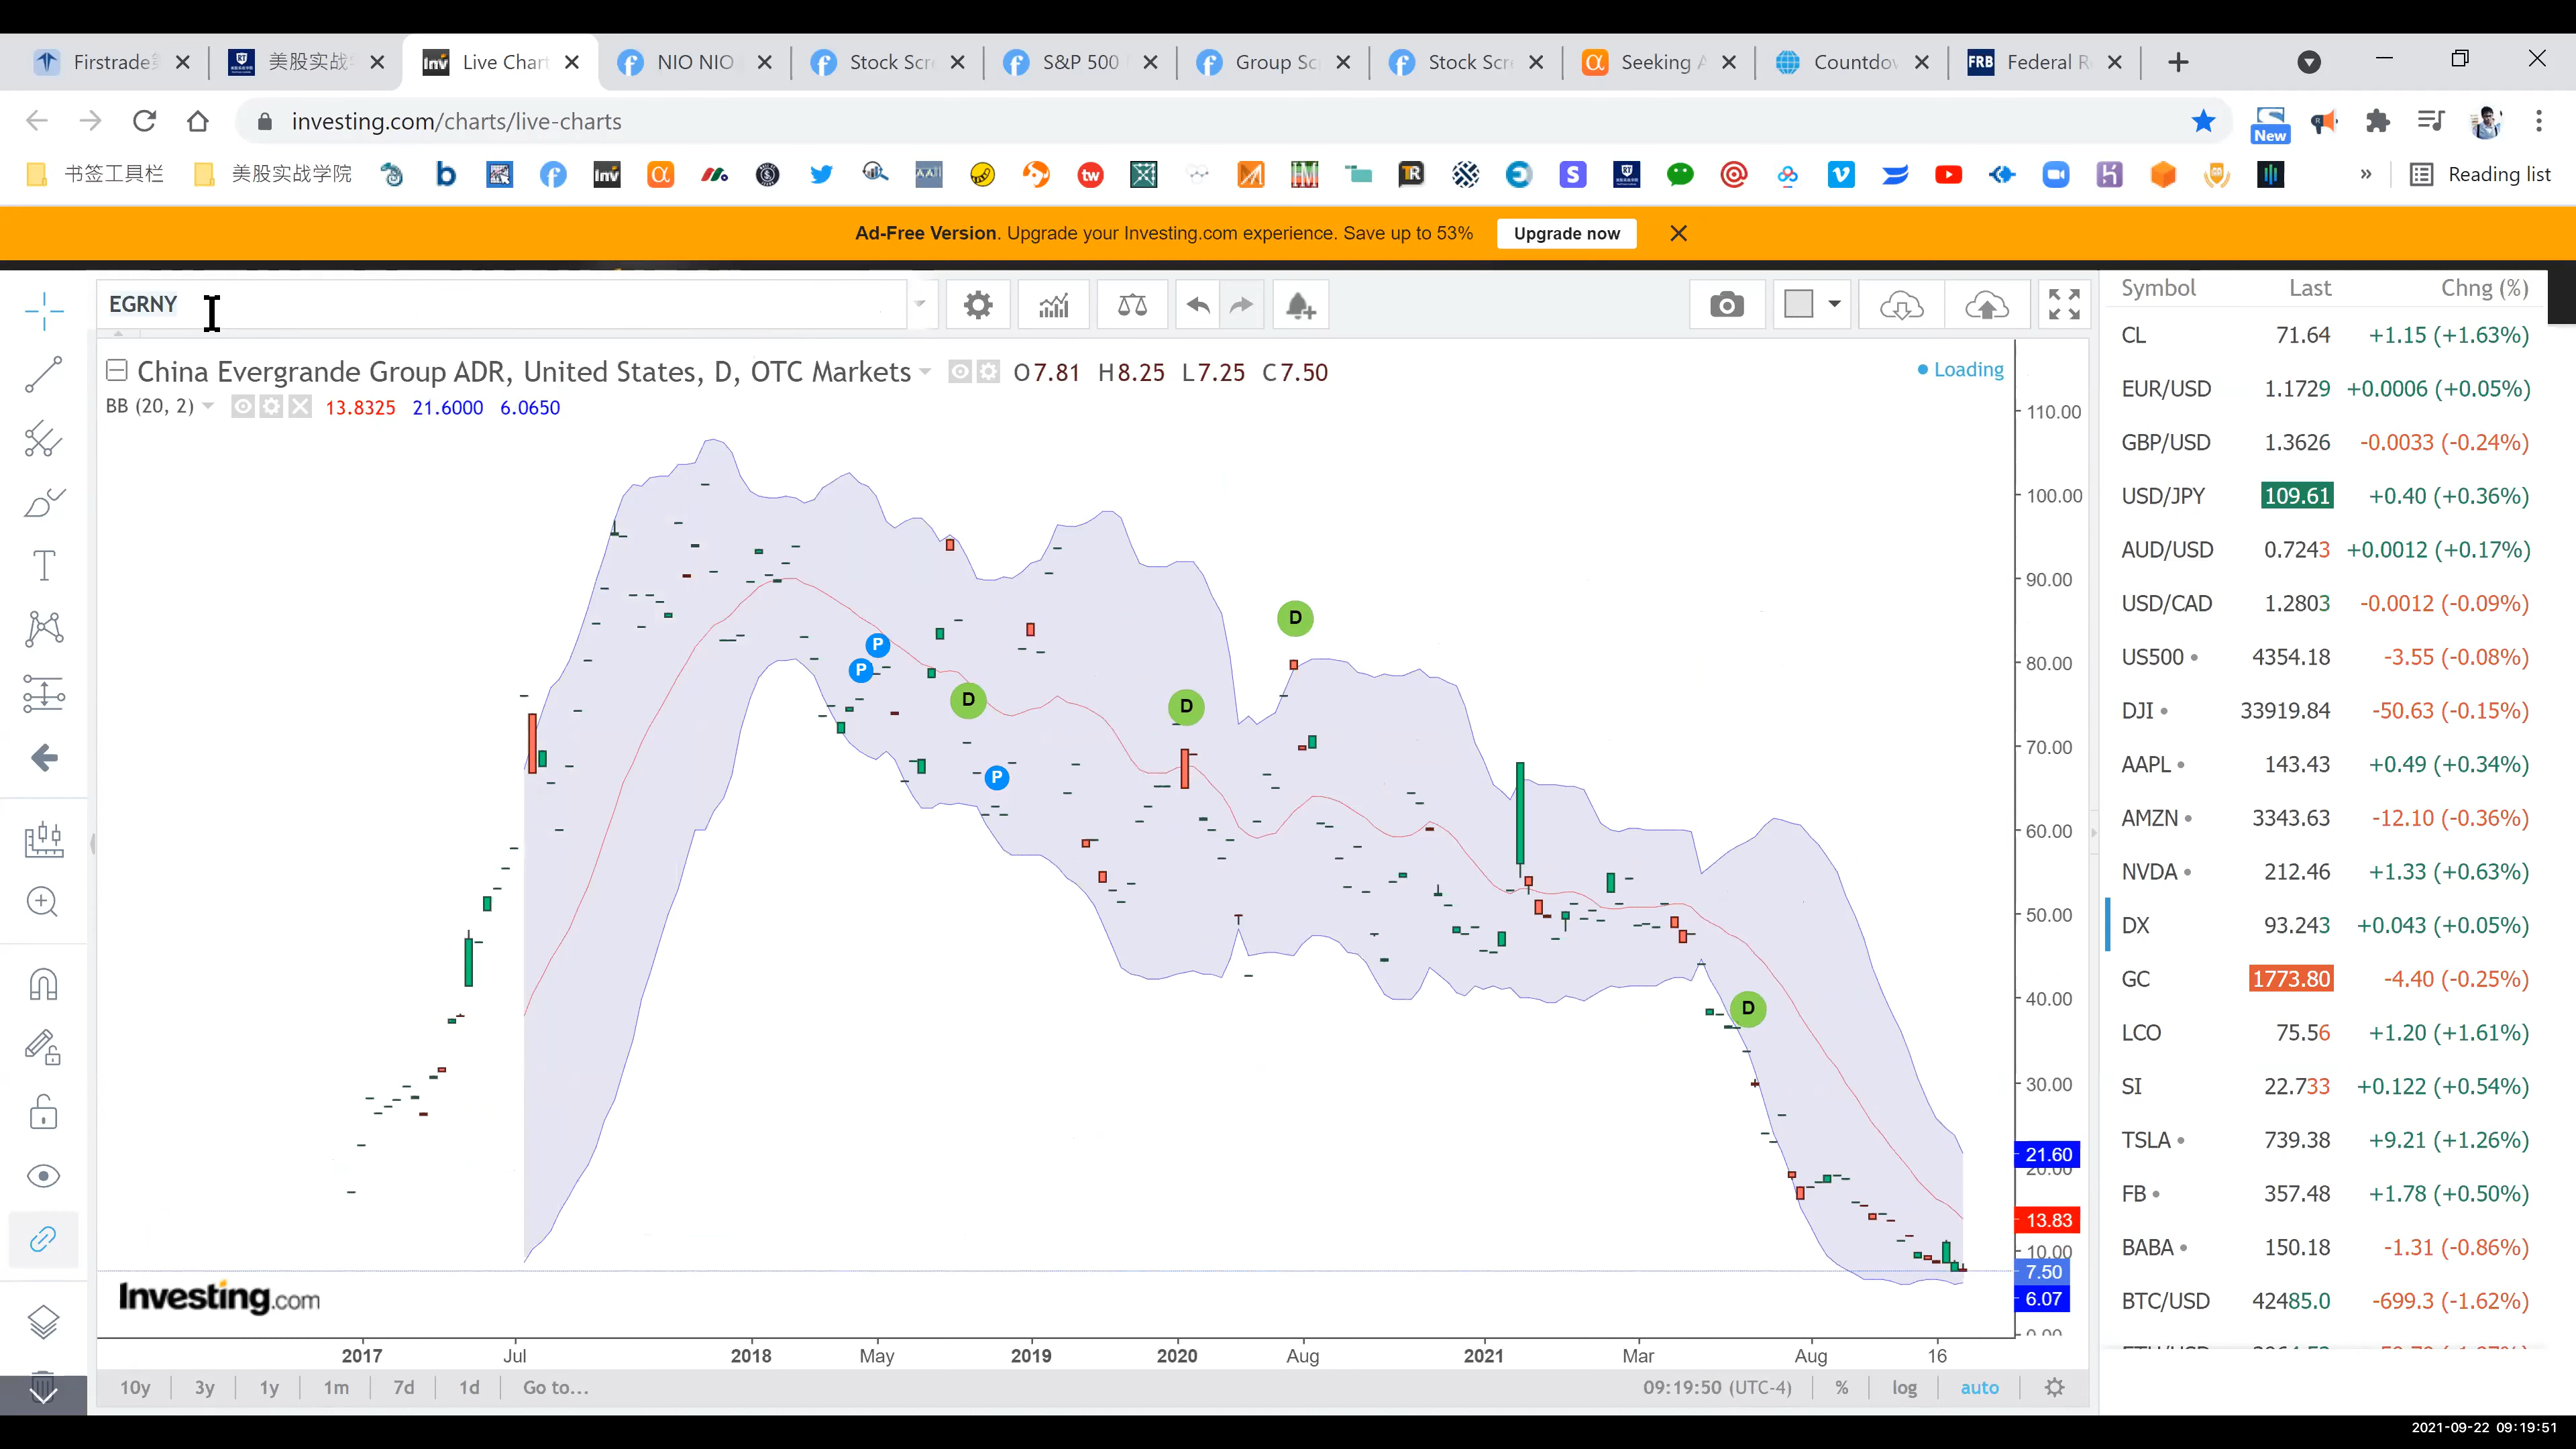 Firstrade
美股实战
Live Chart
NIO NIO
Stock Scr
S&P 500
Group Sc
Stock Scr
Seeking A
Countdo
FRB Federal R
investing.com/charts/live-charts
New
书签工具栏
美股实战学院
Reading list
Ad-Free Version. Upgrade your Investing.com experience. Save up to 53%
Upgrade now
EGRNY
China Evergrande Group ADR, United States, D, OTC Markets
O7.81 H8.25 L7.25 C7.50
Loading
BB (20, 2) 13.8325 21.6000 6.0650
110.00
100.00
90.00
80.00
70.00
60.00
50.00
40.00
30.00
21.60
20.00
13.83
10.00
7.50
6.07
0.00
P
P
D
P
D
D
D
Investing.com
2017 Jul 2018 May 2019 2020 Aug 2021 Mar Aug 16
10y 3y 1y 1m 7d 1d Go to...
09:19:50 (UTC-4) % log auto
Symbol Last Chng (%)
CL 71.64 +1.15 (+1.63%)
EUR/USD 1.1729 +0.0006 (+0.05%)
GBP/USD 1.3626 -0.0033 (-0.24%)
USD/JPY 109.61 +0.40 (+0.36%)
AUD/USD 0.7243 +0.0012 (+0.17%)
USD/CAD 1.2803 -0.0012 (-0.09%)
US500 4354.18 -3.55 (-0.08%)
DJI 33919.84 -50.63 (-0.15%)
AAPL 143.43 +0.49 (+0.34%)
AMZN 3343.63 -12.10 (-0.36%)
NVDA 212.46 +1.33 (+0.63%)
DX 93.243 +0.043 (+0.05%)
GC 1773.80 -4.40 (-0.25%)
LCO 75.56 +1.20 (+1.61%)
SI 22.733 +0.122 (+0.54%)
TSLA 739.38 +9.21 (+1.26%)
FB 357.48 +1.78 (+0.50%)
BABA 150.18 -1.31 (-0.86%)
BTC/USD 42485.0 -699.3 (-1.62%)
2021-09-22 09:19:51